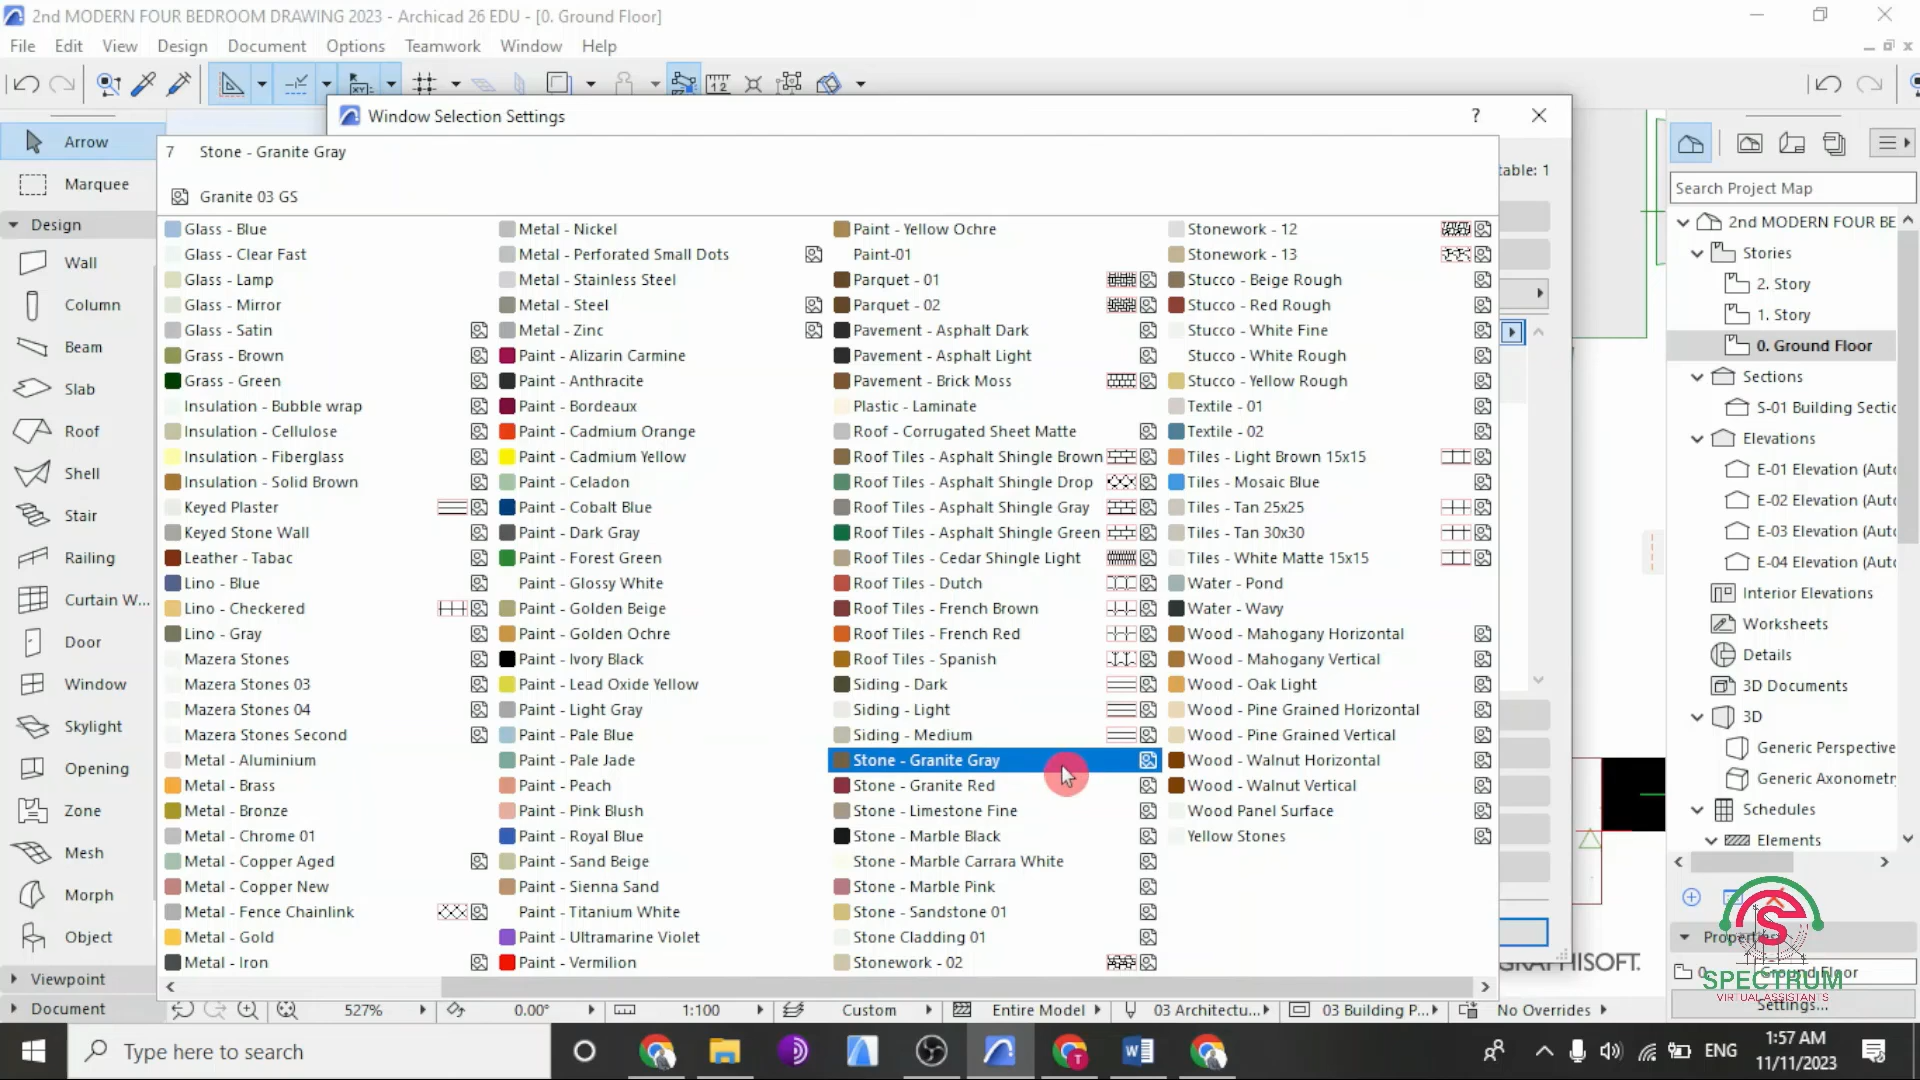 2nd MODERN FOUR BEDROOM DRAWING 2023 - Archicad 26 EDU - [0. Ground Floor]
File Edit View Design Document Options Teamwork Window Help
Window Selection Settings
Arrow
Marquee
Design
Wall
Column
Beam
Slab
Roof
Shell
Stair
Railing
Curtain W...
Door
Window
Skylight
Opening
Zone
Mesh
Morph
Object
Viewpoint
Document
7 Stone - Granite Gray
table: 1
Granite 03 GS
Glass - Blue
Glass - Clear Fast
Glass - Lamp
Glass - Mirror
Glass - Satin
Grass - Brown
Grass - Green
Insulation - Bubble wrap
Insulation - Cellulose
Insulation - Fiberglass
Insulation - Solid Brown
Keyed Plaster
Keyed Stone Wall
Leather - Tabac
Lino - Blue
Lino - Checkered
Lino - Gray
Mazera Stones
Mazera Stones 03
Mazera Stones 04
Mazera Stones Second
Metal - Aluminium
Metal - Brass
Metal - Bronze
Metal - Chrome 01
Metal - Copper Aged
Metal - Copper New
Metal - Fence Chainlink
Metal - Gold
Metal - Iron
Metal - Nickel
Metal - Perforated Small Dots
Metal - Stainless Steel
Metal - Steel
Metal - Zinc
Paint - Alizarin Carmine
Paint - Anthracite
Paint - Bordeaux
Paint - Cadmium Orange
Paint - Cadmium Yellow
Paint - Celadon
Paint - Cobalt Blue
Paint - Dark Gray
Paint - Forest Green
Paint - Glossy White
Paint - Golden Beige
Paint - Golden Ochre
Paint - Ivory Black
Paint - Lead Oxide Yellow
Paint - Light Gray
Paint - Pale Blue
Paint - Pale Jade
Paint - Peach
Paint - Pink Blush
Paint - Royal Blue
Paint - Sand Beige
Paint - Sienna Sand
Paint - Titanium White
Paint - Ultramarine Violet
Paint - Vermilion
Paint - Yellow Ochre
Paint-01
Parquet - 01
Parquet - 02
Pavement - Asphalt Dark
Pavement - Asphalt Light
Pavement - Brick Moss
Plastic - Laminate
Roof - Corrugated Sheet Matte
Roof Tiles - Asphalt Shingle Brown
Roof Tiles - Asphalt Shingle Drop
Roof Tiles - Asphalt Shingle Gray
Roof Tiles - Asphalt Shingle Green
Roof Tiles - Cedar Shingle Light
Roof Tiles - Dutch
Roof Tiles - French Brown
Roof Tiles - French Red
Roof Tiles - Spanish
Siding - Dark
Siding - Light
Siding - Medium
Stone - Granite Gray
Stone - Granite Red
Stone - Limestone Fine
Stone - Marble Black
Stone - Marble Carrara White
Stone - Marble Pink
Stone - Sandstone 01
Stone Cladding 01
Stonework - 02
Stonework - 12
Stonework - 13
Stucco - Beige Rough
Stucco - Red Rough
Stucco - White Fine
Stucco - White Rough
Stucco - Yellow Rough
Textile - 01
Textile - 02
Tiles - Light Brown 15x15
Tiles - Mosaic Blue
Tiles - Tan 25x25
Tiles - Tan 30x30
Tiles - White Matte 15x15
Water - Pond
Water - Wavy
Wood - Mahogany Horizontal
Wood - Mahogany Vertical
Wood - Oak Light
Wood - Pine Grained Horizontal
Wood - Pine Grained Vertical
Wood - Walnut Horizontal
Wood - Walnut Vertical
Wood Panel Surface
Yellow Stones
Search Project Map
2nd MODERN FOUR BE
Stories
2. Story
1. Story
0. Ground Floor
Sections
S-01 Building Sectic
Elevations
E-01 Elevation (Auto
E-02 Elevation (Auto
E-03 Elevation (Auto
E-04 Elevation (Auto
Interior Elevations
Worksheets
Details
3D Documents
3D
Generic Perspective
Generic Axonometr
Schedules
Elements
Properties
0. Ground Floor
Settings...
GRAPHISOFT.
SPECTRUM
VIRTUAL ASSISTANTS
527% 0.00° 1:100 Custom Entire Model 03 Architectu... 03 Building P... No Overrides
Type here to search
ENG
1:57 AM
11/11/2023